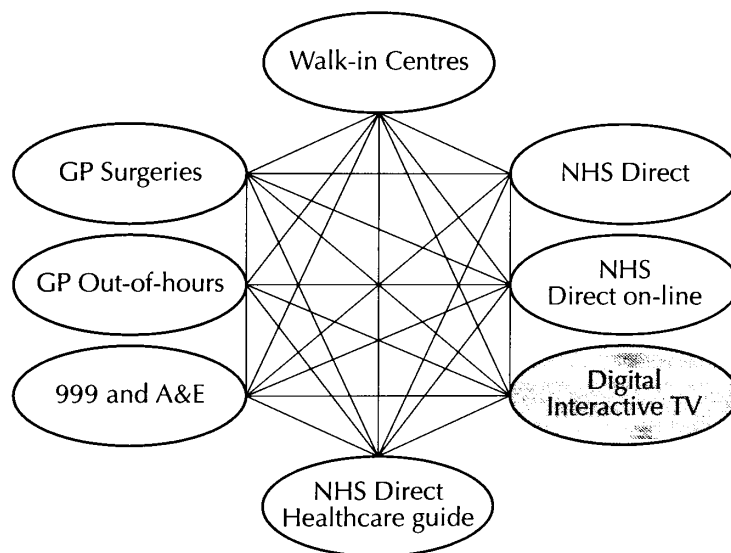 Walk-in Centres
GP Surgeries
NHS Direct
GP Out-of-hours
NHS
Direct on-line
999 and A&E
Digital
Interactive TV
NHS Direct
Healthcare guide